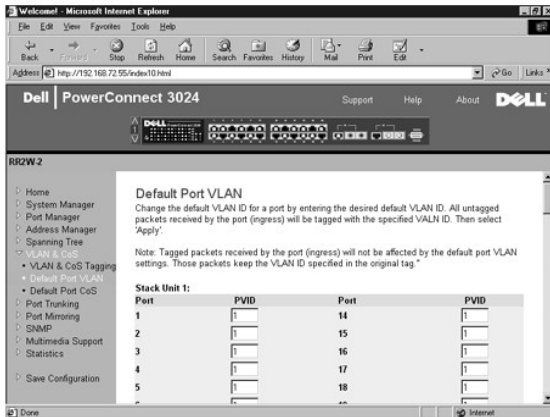 Welcome! - Microsoft Internet Explorer
File Edit View Favorites Tools Help
Back Forward Stop Refresh Home Search Favorites History Mail Print Edit
Address http://192.168.72.55/index10.html Go Links
Dell PowerConnect 3024 Support Help About DELL
DELL
RR2W-2
Home
System Manager
Port Manager
Address Manager
Spanning Tree
VLAN & CoS
VLAN & CoS Tagging
Default Port VLAN
Default Port CoS
Port Trunking
Port Mirroring
SNMP
Multimedia Support
Statistics
Save Configuration
Default Port VLAN
Change the default VLAN ID for a port by entering the desired default VLAN ID. All untagged
packets received by the port (ingress) will be tagged with the specified VALN ID. Then select
'Apply'.
Note: Tagged packets received by the port (ingress) will not be affected by the default port VLAN
settings. Those packets keep the VLAN ID specified in the original tag."
Stack Unit 1:
Port PVID Port PVID
1 1 14 1
2 1 15 1
3 1 16 1
4 1 17 1
5 1 18 1
Done Internet